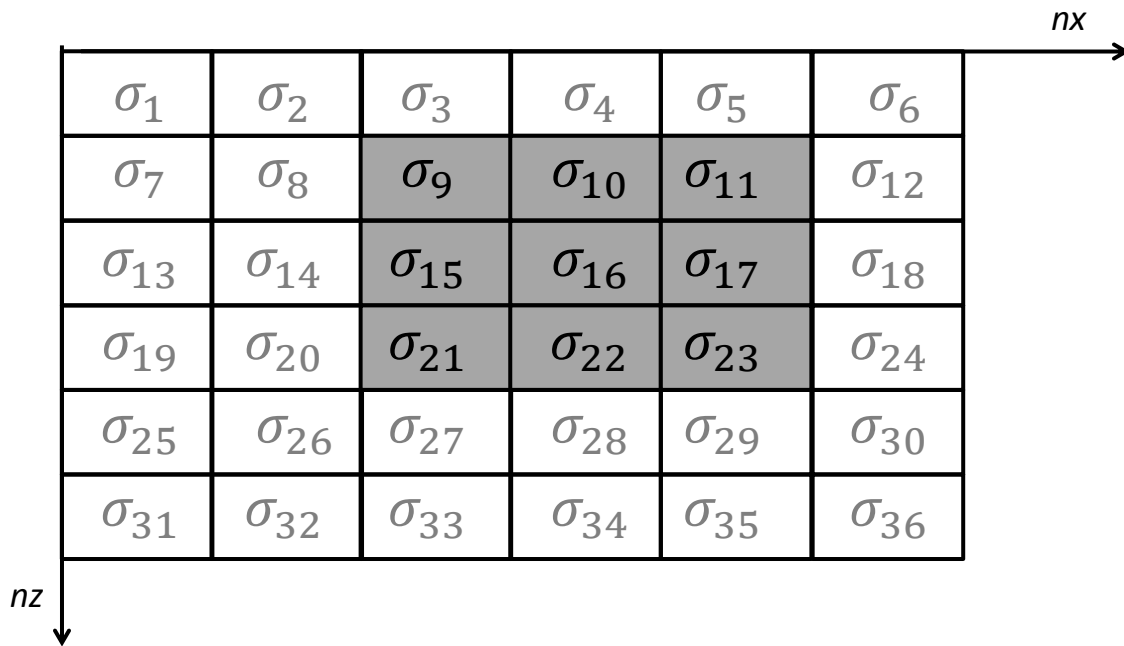 nx
σ₁ σ₂ σ₃ σ₄ σ₅ σ₆
σ₇ σ₈ σ₉ σ₁₀ σ₁₁ σ₁₂
σ₁₃ σ₁₄ σ₁₅ σ₁₆ σ₁₇ σ₁₈
σ₁₉ σ₂₀ σ₂₁ σ₂₂ σ₂₃ σ₂₄
σ₂₅ σ₂₆ σ₂₇ σ₂₈ σ₂₉ σ₃₀
σ₃₁ σ₃₂ σ₃₃ σ₃₄ σ₃₅ σ₃₆
nz